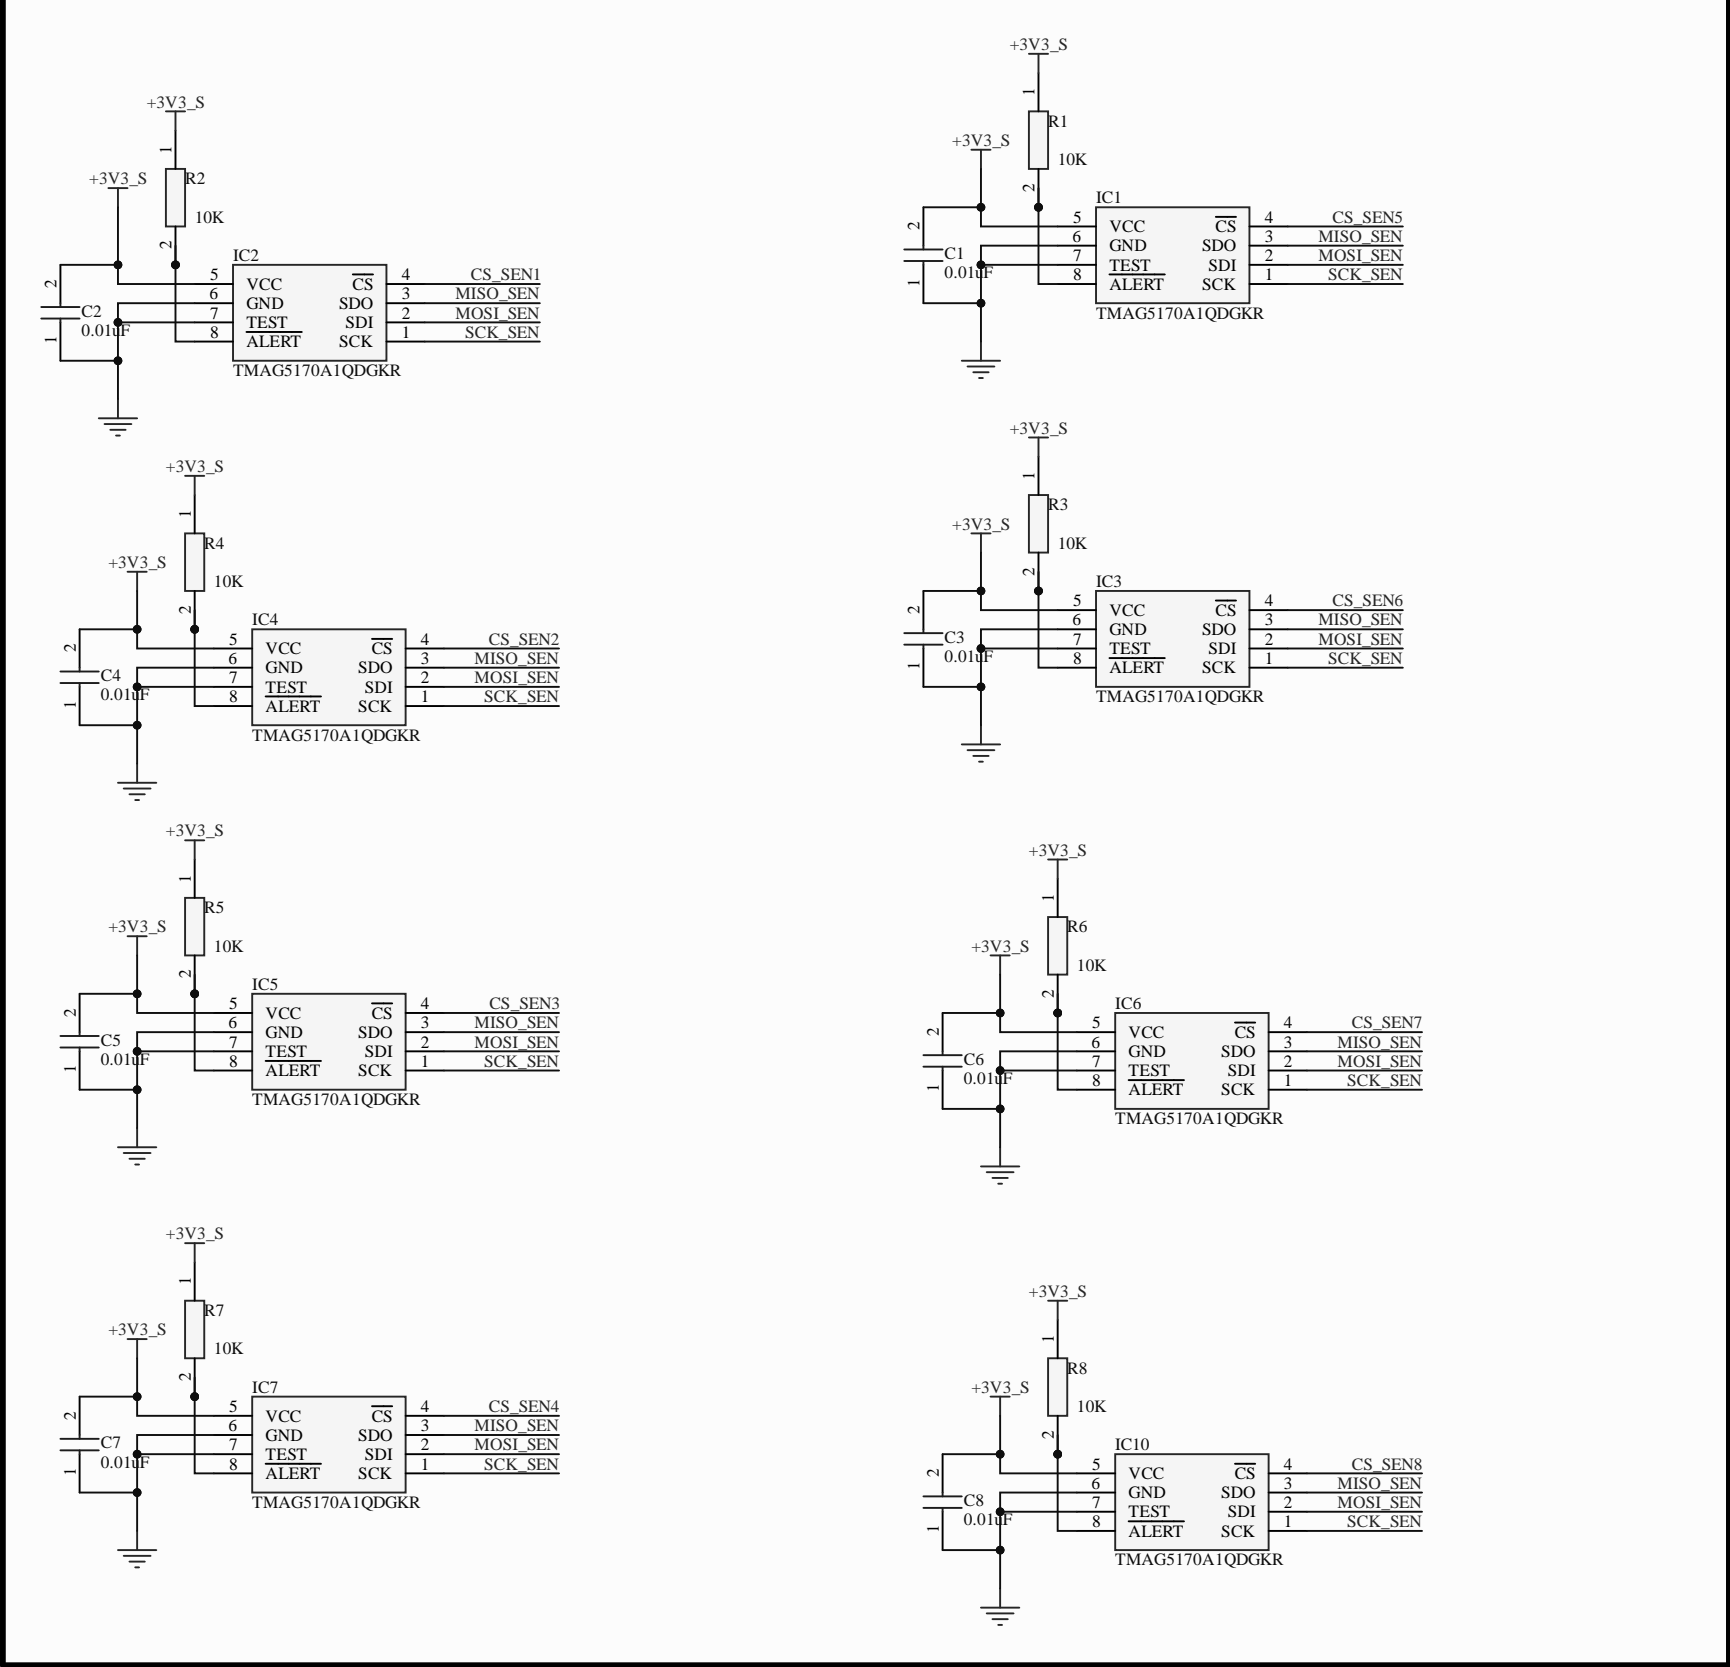 +3V3_S
1
R2
+3V3_S
10K
2
IC2
2
C2
0.01uF
1
5 VCC CS 4 CS_SEN1
6 GND SDO 3 MISO_SEN
7 TEST SDI 2 MOSI_SEN
8 ALERT SCK 1 SCK_SEN
TMAG5170A1QDGKR
+3V3_S
1
R4
+3V3_S
10K
2
IC4
2
C4
0.01uF
1
5 VCC CS 4 CS_SEN2
6 GND SDO 3 MISO_SEN
7 TEST SDI 2 MOSI_SEN
8 ALERT SCK 1 SCK_SEN
TMAG5170A1QDGKR
+3V3_S
1
R5
+3V3_S
10K
2
IC5
2
C5
0.01uF
1
5 VCC CS 4 CS_SEN3
6 GND SDO 3 MISO_SEN
7 TEST SDI 2 MOSI_SEN
8 ALERT SCK 1 SCK_SEN
TMAG5170A1QDGKR
+3V3_S
1
R7
+3V3_S
10K
2
IC7
2
C7
0.01uF
1
5 VCC CS 4 CS_SEN4
6 GND SDO 3 MISO_SEN
7 TEST SDI 2 MOSI_SEN
8 ALERT SCK 1 SCK_SEN
TMAG5170A1QDGKR
+3V3_S
1
R1
+3V3_S
10K
2
IC1
2
C1
0.01uF
1
5 VCC CS 4 CS_SEN5
6 GND SDO 3 MISO_SEN
7 TEST SDI 2 MOSI_SEN
8 ALERT SCK 1 SCK_SEN
TMAG5170A1QDGKR
+3V3_S
1
R3
+3V3_S
10K
2
IC3
2
C3
0.01uF
1
5 VCC CS 4 CS_SEN6
6 GND SDO 3 MISO_SEN
7 TEST SDI 2 MOSI_SEN
8 ALERT SCK 1 SCK_SEN
TMAG5170A1QDGKR
+3V3_S
1
R6
+3V3_S
10K
2
IC6
2
C6
0.01uF
1
5 VCC CS 4 CS_SEN7
6 GND SDO 3 MISO_SEN
7 TEST SDI 2 MOSI_SEN
8 ALERT SCK 1 SCK_SEN
TMAG5170A1QDGKR
+3V3_S
1
R8
+3V3_S
10K
2
IC10
2
C8
0.01uF
1
5 VCC CS 4 CS_SEN8
6 GND SDO 3 MISO_SEN
7 TEST SDI 2 MOSI_SEN
8 ALERT SCK 1 SCK_SEN
TMAG5170A1QDGKR